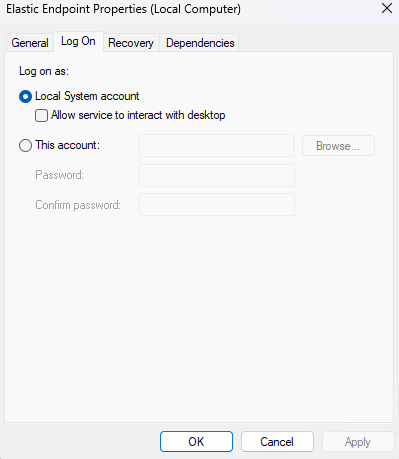 Elastic Endpoint Properties (Local Computer)
General Log On Recovery Dependencies
Log on as:
Local System account
Allow service to interact with desktop
This account: Browse...
Password:
Confirm password:
OK Cancel Apply